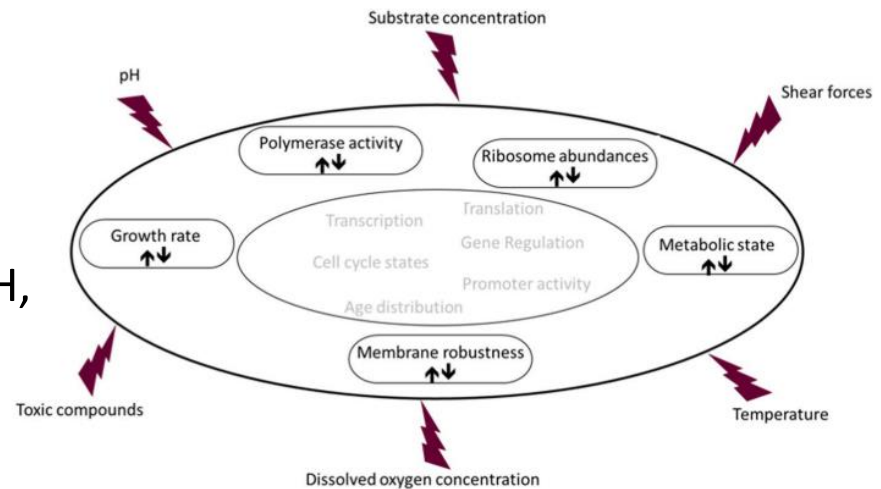 Substrate concentration
pH
Shear forces
Polymerase activity
Ribosome abundances
Transcription
Translation
Growth rate
Gene Regulation
Metabolic state
Cell cycle states
H,
Promoter activity
Age distribution
Membrane robustness
Toxic compounds
Temperature
Dissolved oxygen concentration